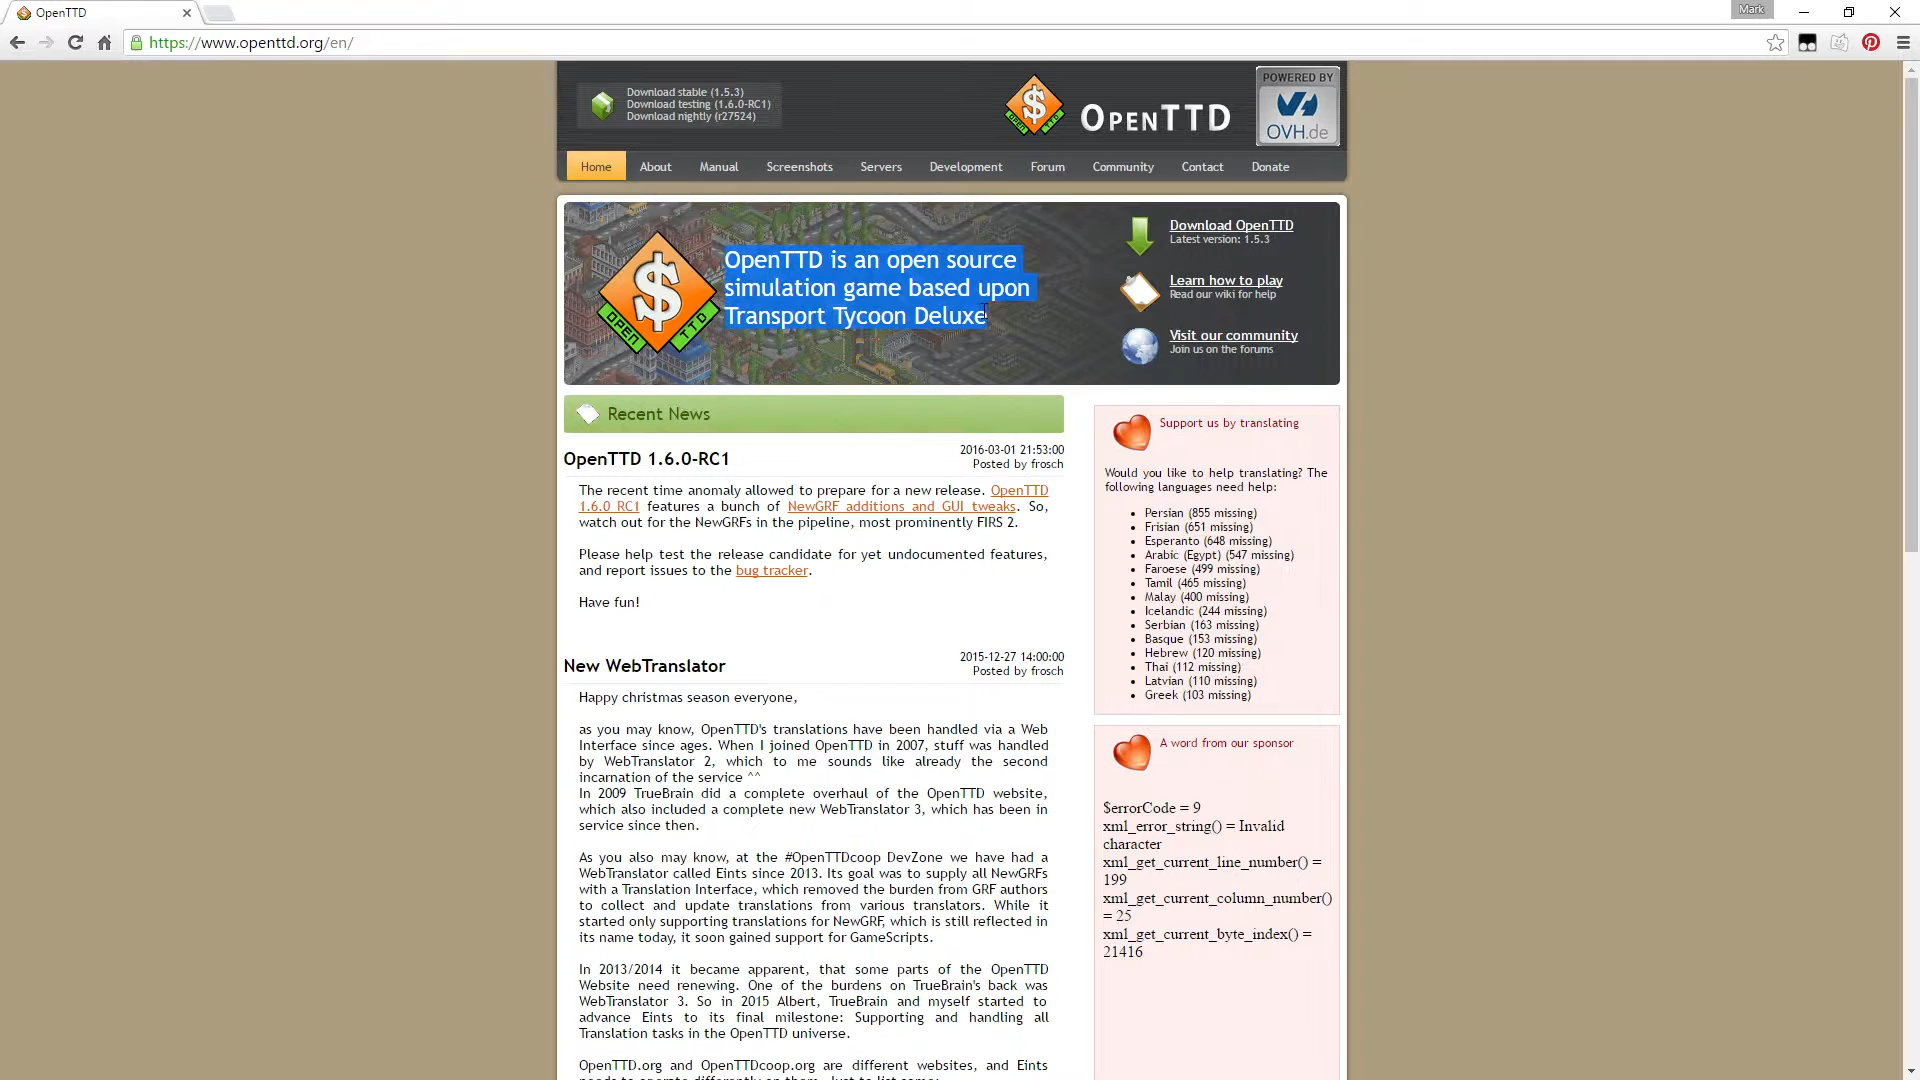 OpenTTD
Mark
https://www.openttd.org/en/
Download stable (1.5.3)
Download testing (1.6.0-RC1)
Download nightly (r27524)
$
OPEN TTD
OPENTTD
POWERED BY
OVH.de
Home About Manual Screenshots Servers Development Forum Community Contact Donate
$
OPEN TTD
OpenTTD is an open source
simulation game based upon
Transport Tycoon Deluxe
Download OpenTTD
Latest version: 1.5.3
Learn how to play
Read our wiki for help
Visit our community
Join us on the forums
Recent News
OpenTTD 1.6.0-RC1
2016-03-01 21:53:00
Posted by frosch
The recent time anomaly allowed to prepare for a new release. OpenTTD
1.6.0 RC1 features a bunch of NewGRF additions and GUI tweaks. So,
watch out for the NewGRFs in the pipeline, most prominently FIRS 2.
Please help test the release candidate for yet undocumented features,
and report issues to the bug tracker.
Have fun!
New WebTranslator
2015-12-27 14:00:00
Posted by frosch
Happy christmas season everyone,
as you may know, OpenTTD's translations have been handled via a Web
Interface since ages. When I joined OpenTTD in 2007, stuff was handled
by WebTranslator 2, which to me sounds like already the second
incarnation of the service ^^
In 2009 TrueBrain did a complete overhaul of the OpenTTD website,
which also included a complete new WebTranslator 3, which has been in
service since then.
As you also may know, at the #OpenTTDcoop DevZone we have had a
WebTranslator called Eints since 2013. Its goal was to supply all NewGRFs
with a Translation Interface, which removed the burden from GRF authors
to collect and update translations from various translators. While it
started only supporting translations for NewGRF, which is still reflected in
its name today, it soon gained support for GameScripts.
In 2013/2014 it became apparent, that some parts of the OpenTTD
Website need renewing. One of the burdens on TrueBrain's back was
WebTranslator 3. So in 2015 Albert, TrueBrain and myself started to
advance Eints to its final milestone: Supporting and handling all
Translation tasks in the OpenTTD universe.
OpenTTD.org and OpenTTDcoop.org are different websites, and Eints
Support us by translating
Would you like to help translating? The
following languages need help:
Persian (855 missing)
Frisian (651 missing)
Esperanto (648 missing)
Arabic (Egypt) (547 missing)
Faroese (499 missing)
Tamil (465 missing)
Malay (400 missing)
Icelandic (244 missing)
Serbian (163 missing)
Basque (153 missing)
Hebrew (120 missing)
Thai (112 missing)
Latvian (110 missing)
Greek (103 missing)
A word from our sponsor
$errorCode = 9
xml_error_string() = Invalid
character
xml_get_current_line_number() =
199
xml_get_current_column_number()
= 25
xml_get_current_byte_index() =
21416